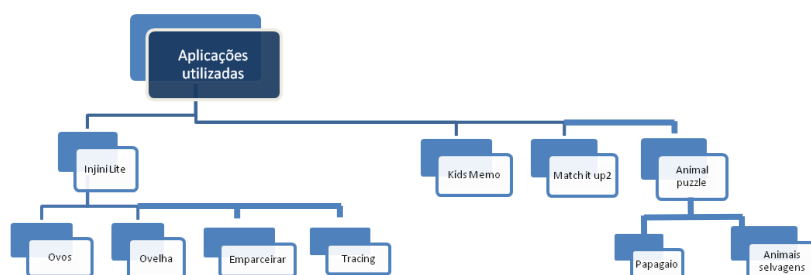 Aplicações
utilizadas
Injini Lite
Kids Memo
Match it up2
Animal
puzzle
Ovos
Ovelha
Emparceirar
Tracing
Papagaio
Animais
selvagens